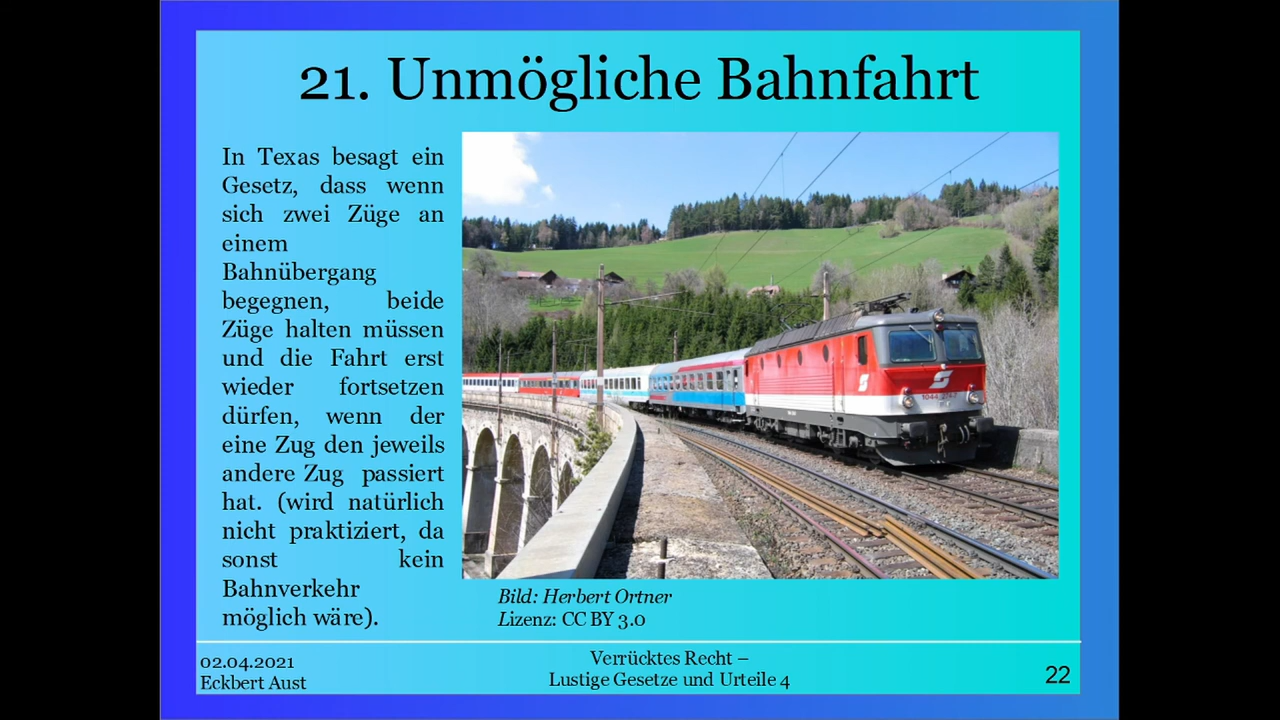 21. Unmögliche Bahnfahrt
In Texas besagt ein
Gesetz, dass wenn
sich zwei Züge an
einem
Bahnübergang
begegnen, beide
Züge halten müssen
und die Fahrt erst
wieder fortsetzen
dürfen, wenn der
eine Zug den jeweils
andere Zug passiert
hat. (wird natürlich
nicht praktiziert, da
sonst kein
Bahnverkehr
möglich wäre).
Bild: Herbert Ortner
Lizenz: CC BY 3.0
02.04.2021
Eckbert Aust
Verrücktes Recht –
Lustige Gesetze und Urteile 4
22